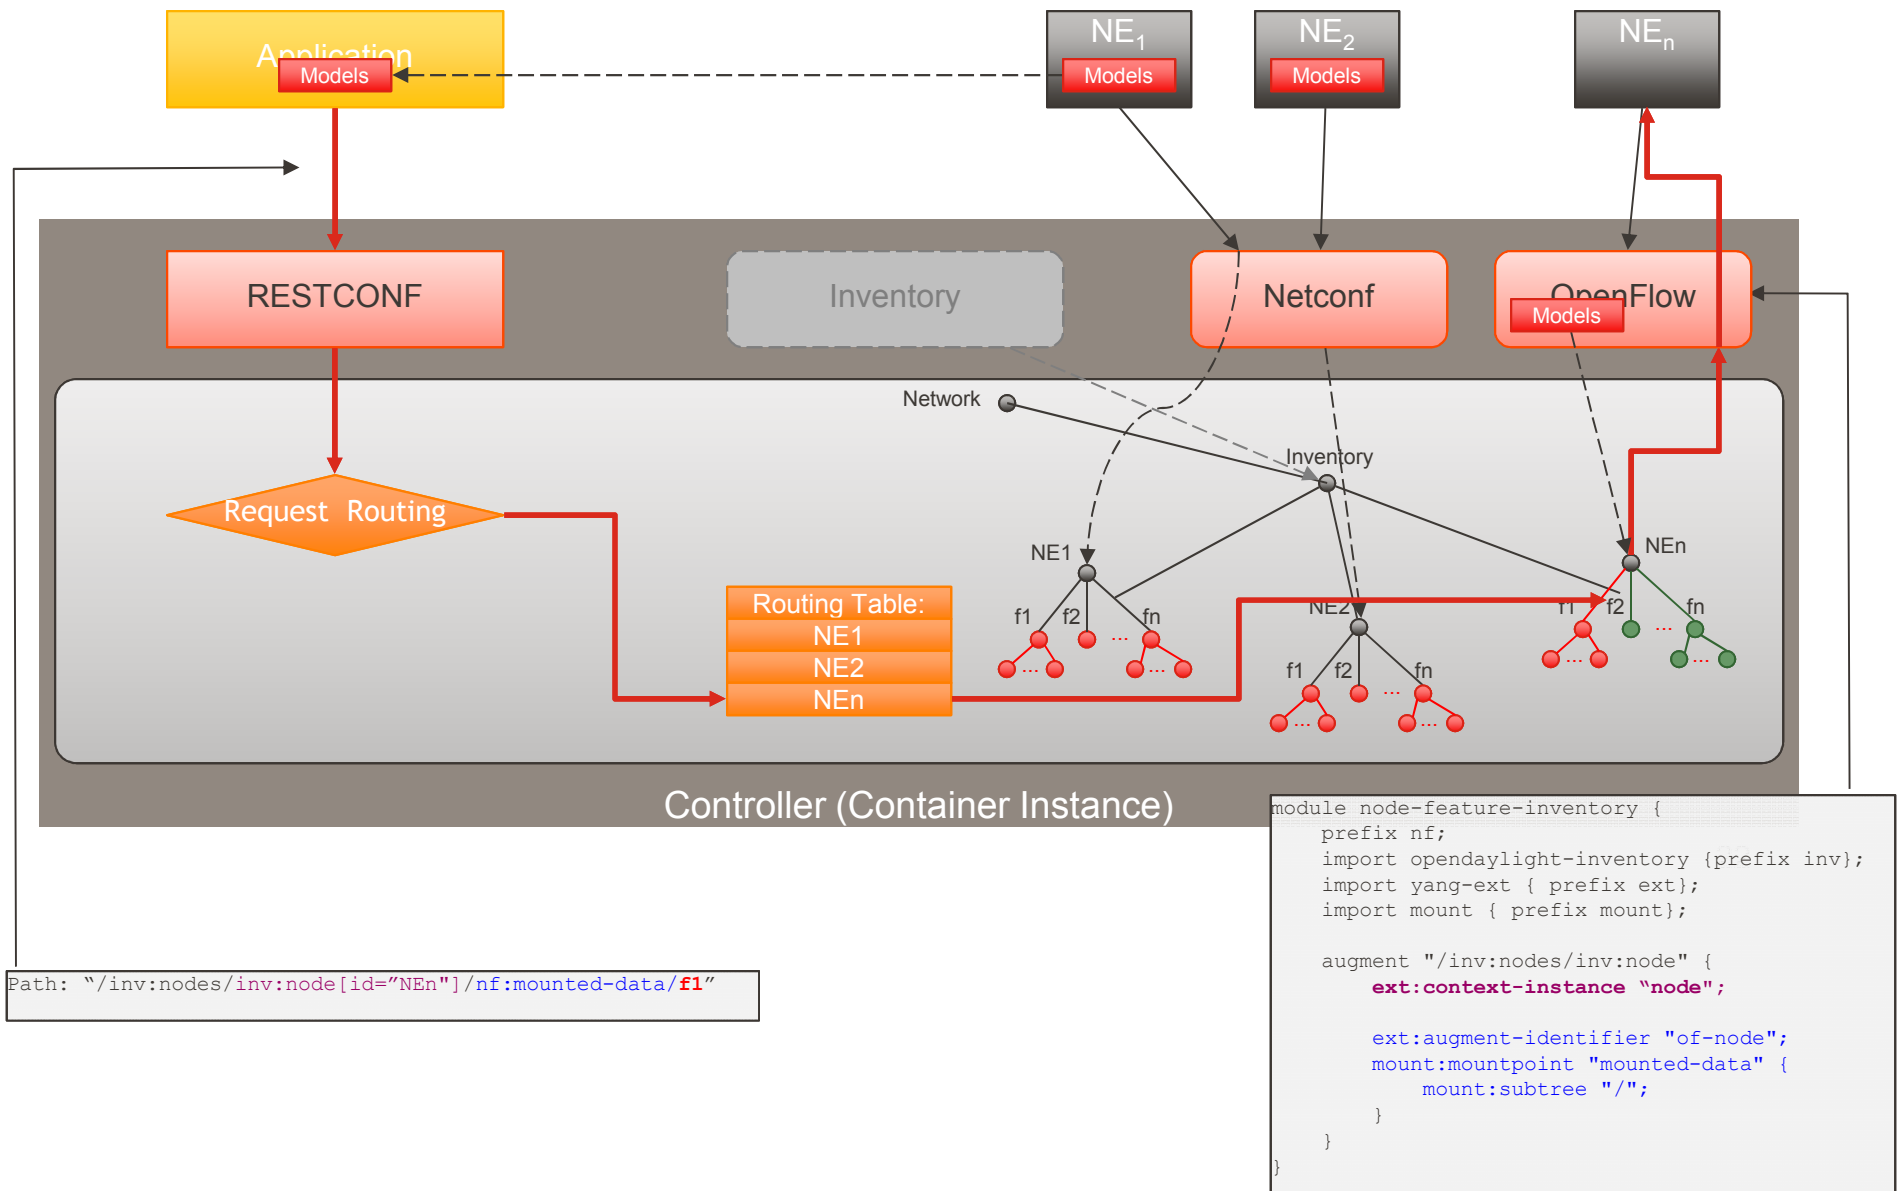 Application
Models
NE1
Models
NE2
Models
NEn
RESTCONF
Inventory
Netconf
OpenFlow
Models
Network
Inventory
Request Routing
NE1
f1 f2 ... fn
... ...
NE2
f1 f2 ... fn
... ...
NEn
f1 f2 ... fn
... ...
Routing Table:
NE1
NE2
NEn
Controller (Container Instance)
Path: “/inv:nodes/inv:node[id=”NEn"]/nf:mounted-data/f1”
module node-feature-inventory {
prefix nf;
import opendaylight-inventory {prefix inv};
import yang-ext { prefix ext};
import mount { prefix mount};
augment "/inv:nodes/inv:node" {
ext:context-instance “node";
ext:augment-identifier "of-node";
mount:mountpoint "mounted-data" {
mount:subtree "/";
}
}
}